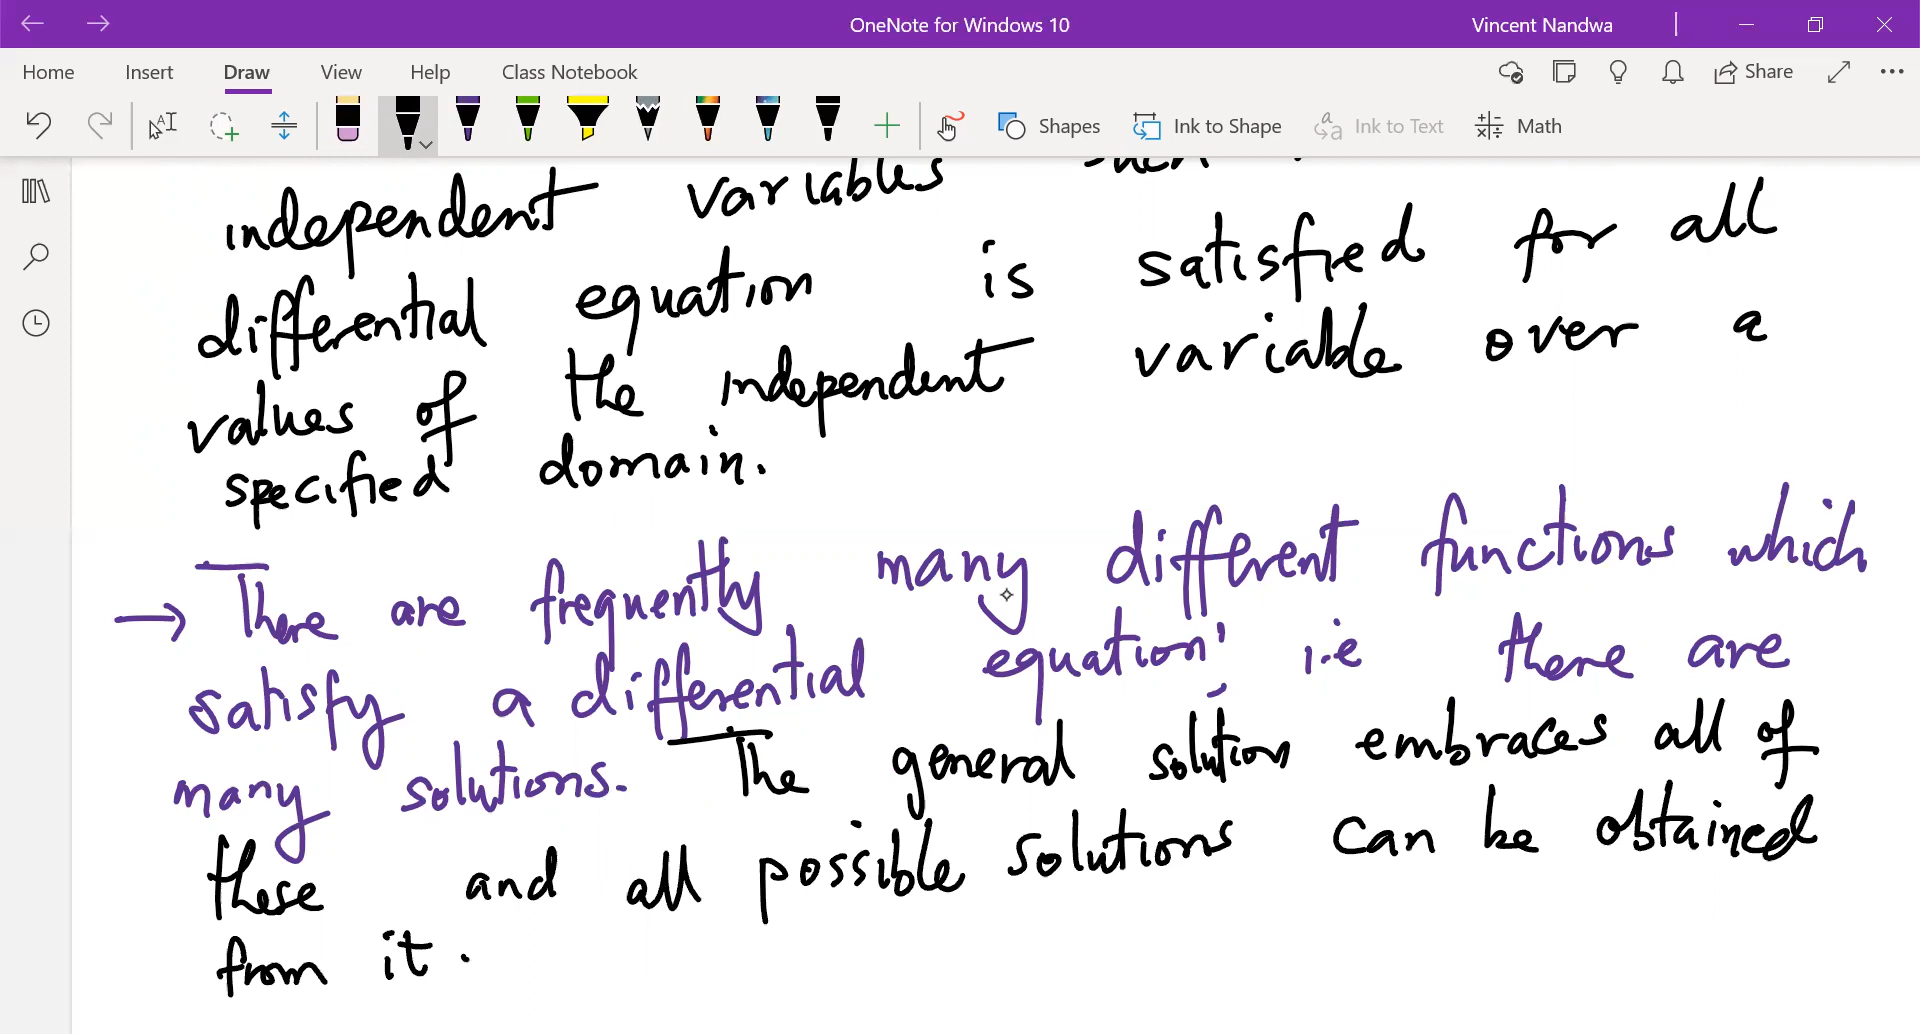 OneNote for Windows 10
Vincent Nandwa
Home Insert Draw View Help Class Notebook
Share
Shapes Ink to Shape Ink to Text Math
independent variables such
differential equation is satisfied for all
values of the independent variable over a
specified domain.
→ There are frequently many different functions which
satisfy a differential equation; i.e there are
many solutions. The general solution embraces all of
these and all possible solutions can be obtained
from it.